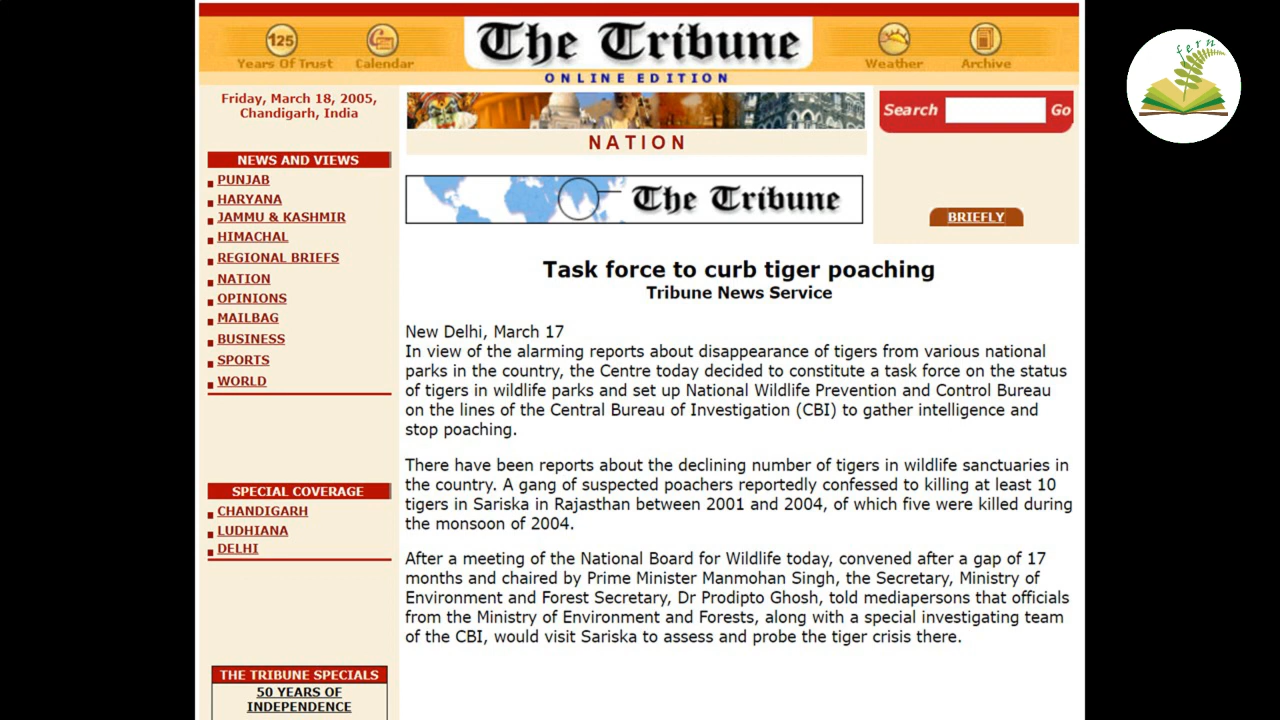 The Tribune
ONLINE EDITION
125
Years Of Trust
Calendar
Weather
Archive
fern
Friday, March 18, 2005,
Chandigarh, India
NEWS AND VIEWS
PUNJAB
HARYANA
JAMMU & KASHMIR
HIMACHAL
REGIONAL BRIEFS
NATION
OPINIONS
MAILBAG
BUSINESS
SPORTS
WORLD
SPECIAL COVERAGE
CHANDIGARH
LUDHIANA
DELHI
THE TRIBUNE SPECIALS
50 YEARS OF
INDEPENDENCE
NATION
The Tribune
Search
Go
BRIEFLY
Task force to curb tiger poaching
Tribune News Service
New Delhi, March 17
In view of the alarming reports about disappearance of tigers from various national
parks in the country, the Centre today decided to constitute a task force on the status
of tigers in wildlife parks and set up National Wildlife Prevention and Control Bureau
on the lines of the Central Bureau of Investigation (CBI) to gather intelligence and
stop poaching.
There have been reports about the declining number of tigers in wildlife sanctuaries in
the country. A gang of suspected poachers reportedly confessed to killing at least 10
tigers in Sariska in Rajasthan between 2001 and 2004, of which five were killed during
the monsoon of 2004.
After a meeting of the National Board for Wildlife today, convened after a gap of 17
months and chaired by Prime Minister Manmohan Singh, the Secretary, Ministry of
Environment and Forest Secretary, Dr Prodipto Ghosh, told mediapersons that officials
from the Ministry of Environment and Forests, along with a special investigating team
of the CBI, would visit Sariska to assess and probe the tiger crisis there.